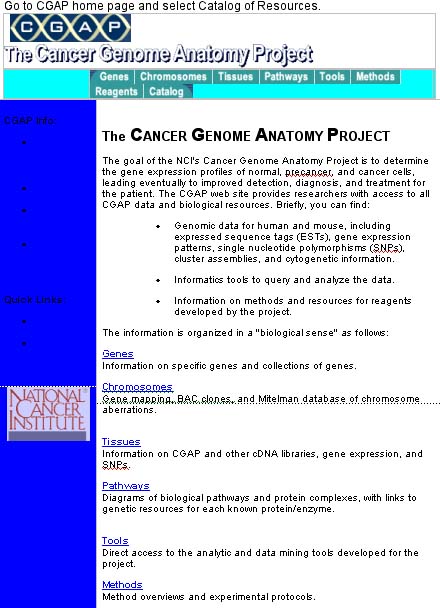 Go to CGAP home page and select Catalog of Resources.
CGAP
The Cancer Genome Anatomy Project
Genes Chromosomes Tissues Pathways Tools Methods
Reagents Catalog
CGAP Info:
Quick Links:
NATIONAL
CANCER
INSTITUTE
The CANCER GENOME ANATOMY PROJECT
The goal of the NCI's Cancer Genome Anatomy Project is to determine
the gene expression profiles of normal, precancer, and cancer cells,
leading eventually to improved detection, diagnosis, and treatment for
the patient. The CGAP web site provides researchers with access to all
CGAP data and biological resources. Briefly, you can find:
• Genomic data for human and mouse, including
expressed sequence tags (ESTs), gene expression
patterns, single nucleotide polymorphisms (SNPs),
cluster assemblies, and cytogenetic information.
• Informatics tools to query and analyze the data.
• Information on methods and resources for reagents
developed by the project.
The information is organized in a "biological sense" as follows:
Genes
Information on specific genes and collections of genes.
Chromosomes
Gene mapping, BAC clones, and Mitelman database of chromosome
aberrations.
Tissues
Information on CGAP and other cDNA libraries, gene expression, and
SNPs.
Pathways
Diagrams of biological pathways and protein complexes, with links to
genetic resources for each known protein/enzyme.
Tools
Direct access to the analytic and data mining tools developed for the
project.
Methods
Method overviews and experimental protocols.